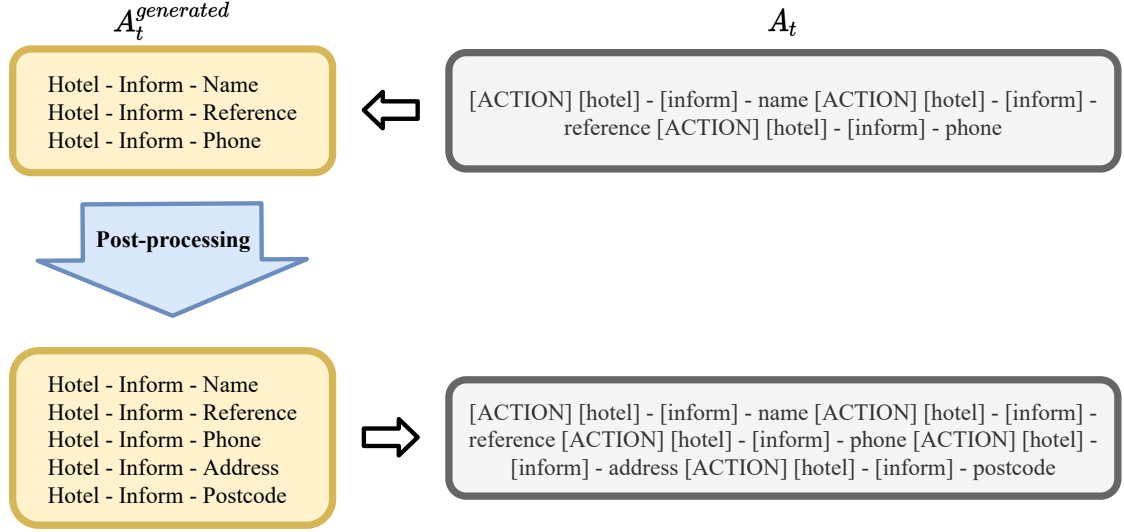 A_t^{generated}
A_t
Hotel - Inform - Name
Hotel - Inform - Reference
Hotel - Inform - Phone
[ACTION] [hotel] - [inform] - name [ACTION] [hotel] - [inform] -
reference [ACTION] [hotel] - [inform] - phone
Post-processing
Hotel - Inform - Name
Hotel - Inform - Reference
Hotel - Inform - Phone
Hotel - Inform - Address
Hotel - Inform - Postcode
[ACTION] [hotel] - [inform] - name [ACTION] [hotel] - [inform] -
reference [ACTION] [hotel] - [inform] - phone [ACTION] [hotel] -
[inform] - address [ACTION] [hotel] - [inform] - postcode